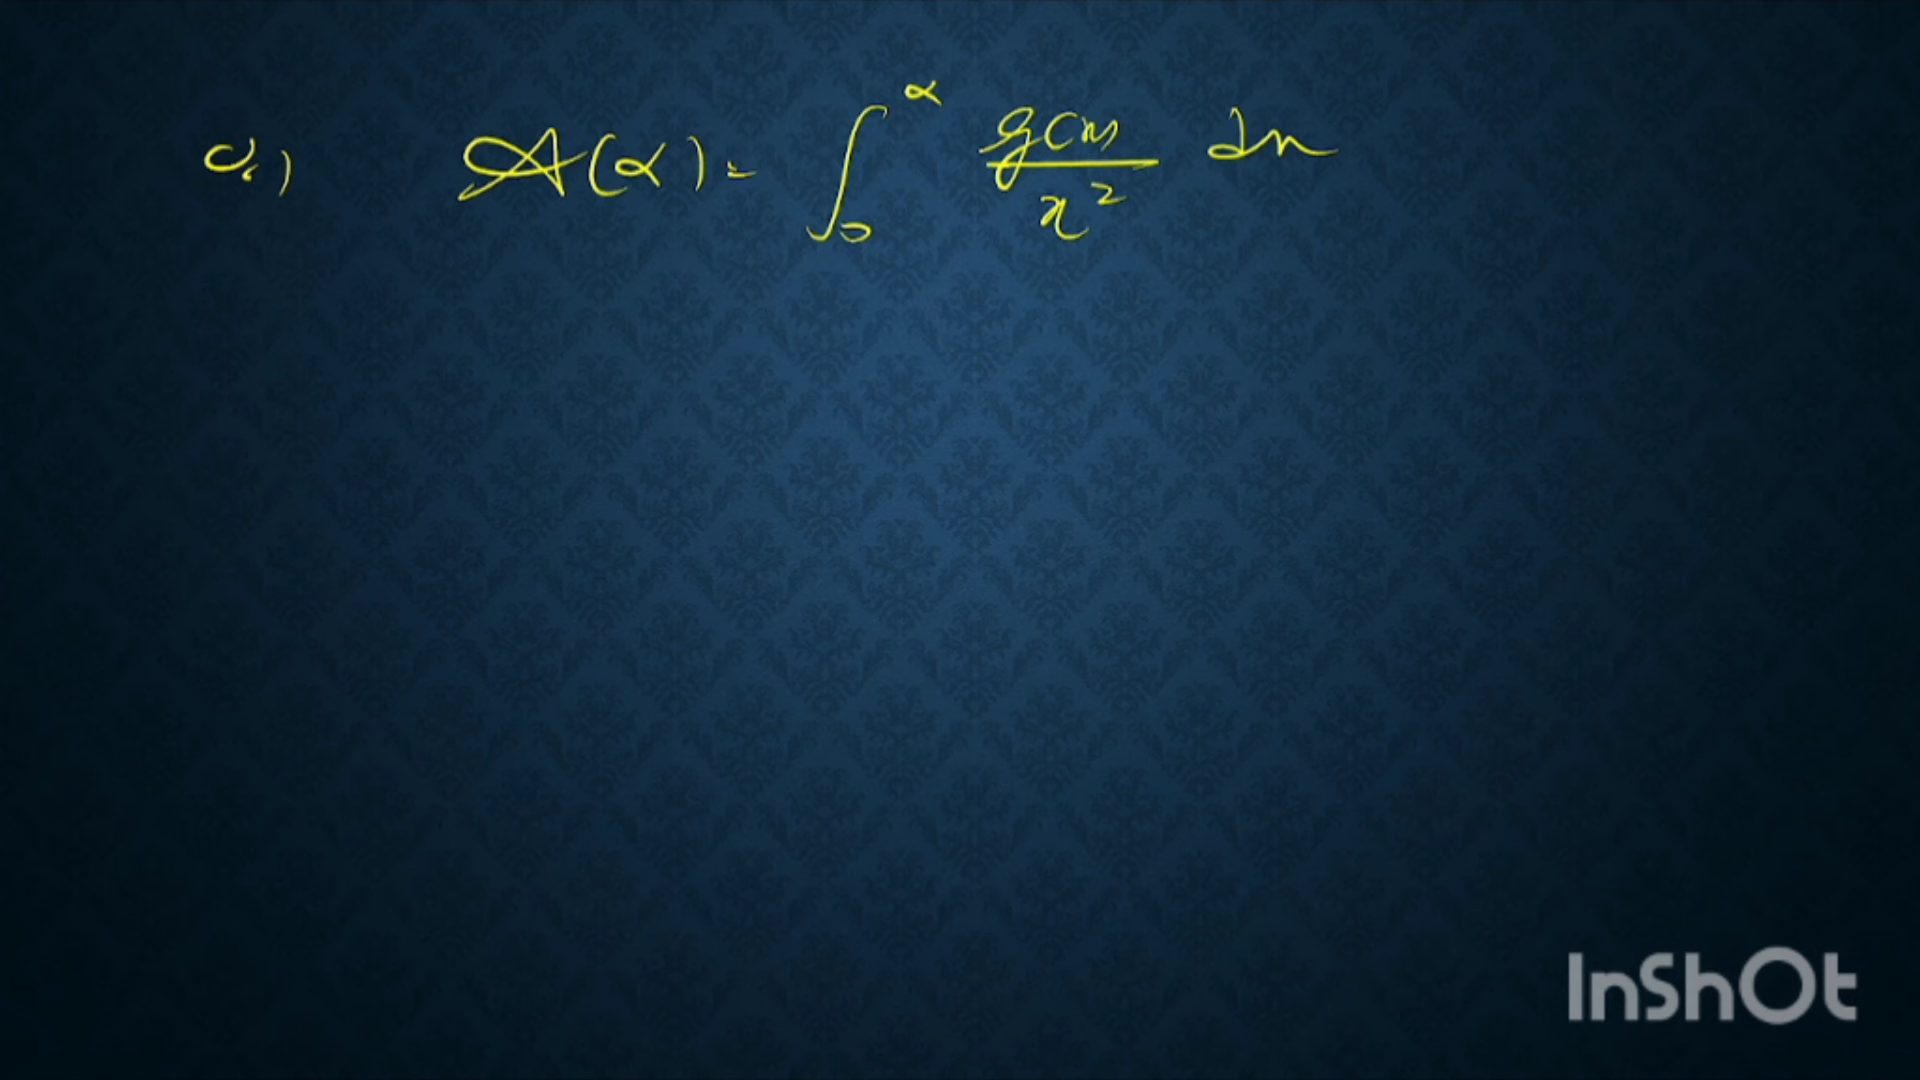 c.) A(α) = ∫₀^α g(x)/x² dx
InShOt